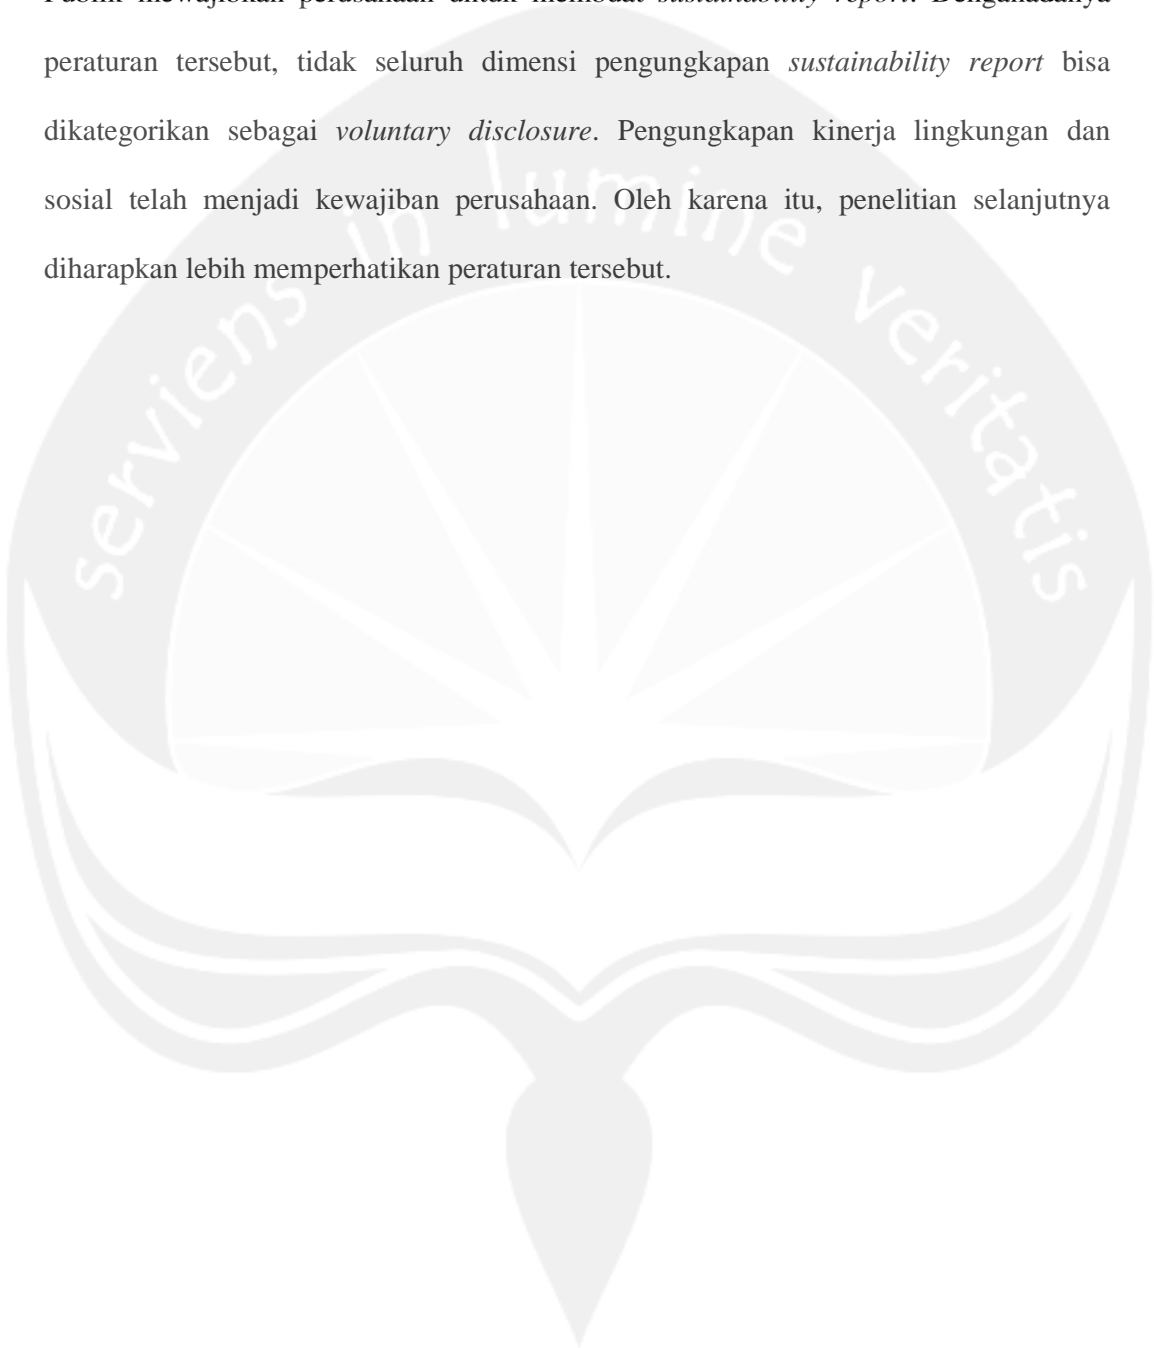 Publik mewajibkan perusahaan untuk membuat sustainability report. Denganadanya
peraturan tersebut, tidak seluruh dimensi pengungkapan sustainability report bisa
dikategorikan sebagai voluntary disclosure. Pengungkapan kinerja lingkungan dan
sosial telah menjadi kewajiban perusahaan. Oleh karena itu, penelitian selanjutnya
diharapkan lebih memperhatikan peraturan tersebut.
serviens in lumine veritatis